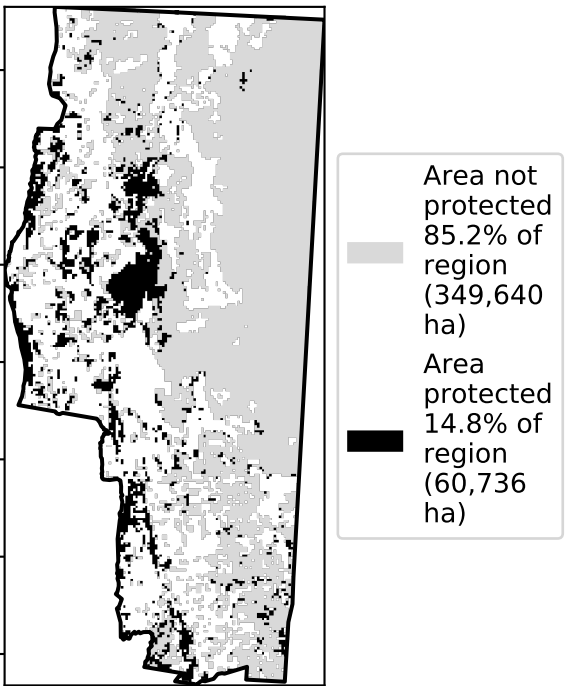 Area not
protected
85.2% of
region
(349,640
ha)
Area
protected
14.8% of
region
(60,736
ha)